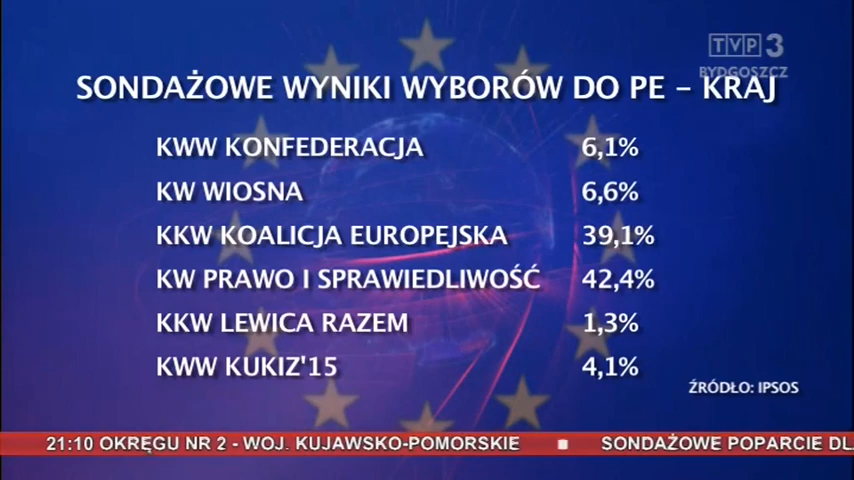 TVP3
BYDGOSZCZ
SONDAŻOWE WYNIKI WYBORÓW DO PE – KRAJ
KWW KONFEDERACJA 6,1%
KW WIOSNA 6,6%
KKW KOALICJA EUROPEJSKA 39,1%
KW PRAWO I SPRAWIEDLIWOŚĆ 42,4%
KKW LEWICA RAZEM 1,3%
KWW KUKIZ'15 4,1%
ŹRÓDŁO: IPSOS
21:10 OKRĘGU NR 2 - WOJ. KUJAWSKO-POMORSKIE SONDAŻOWE POPARCIE DL